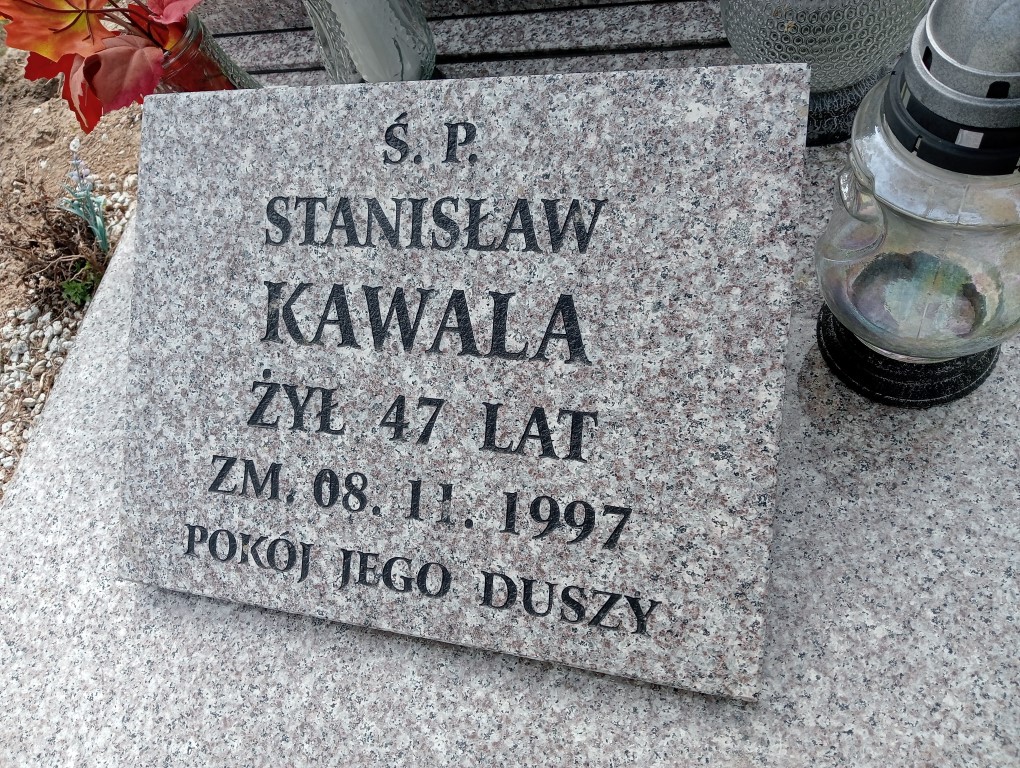 Ś. P.
STANISŁAW
KAWALA
ŻYŁ 47 LAT
ZM. 08. 11. 1997
POKÓJ JEGO DUSZY